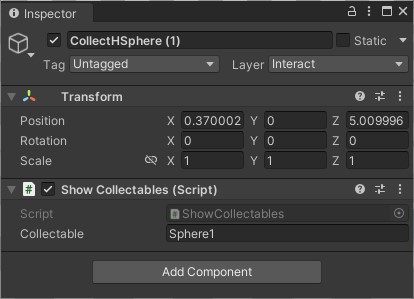 Inspector
CollectHSphere (1)
Static
Tag Untagged Layer Interact
Transform
Position X 0.370002 Y 0 Z 5.009996
Rotation X 0 Y 0 Z 0
Scale X 1 Y 1 Z 1
# Show Collectables (Script)
Script # ShowCollectables
Collectable Sphere1
Add Component